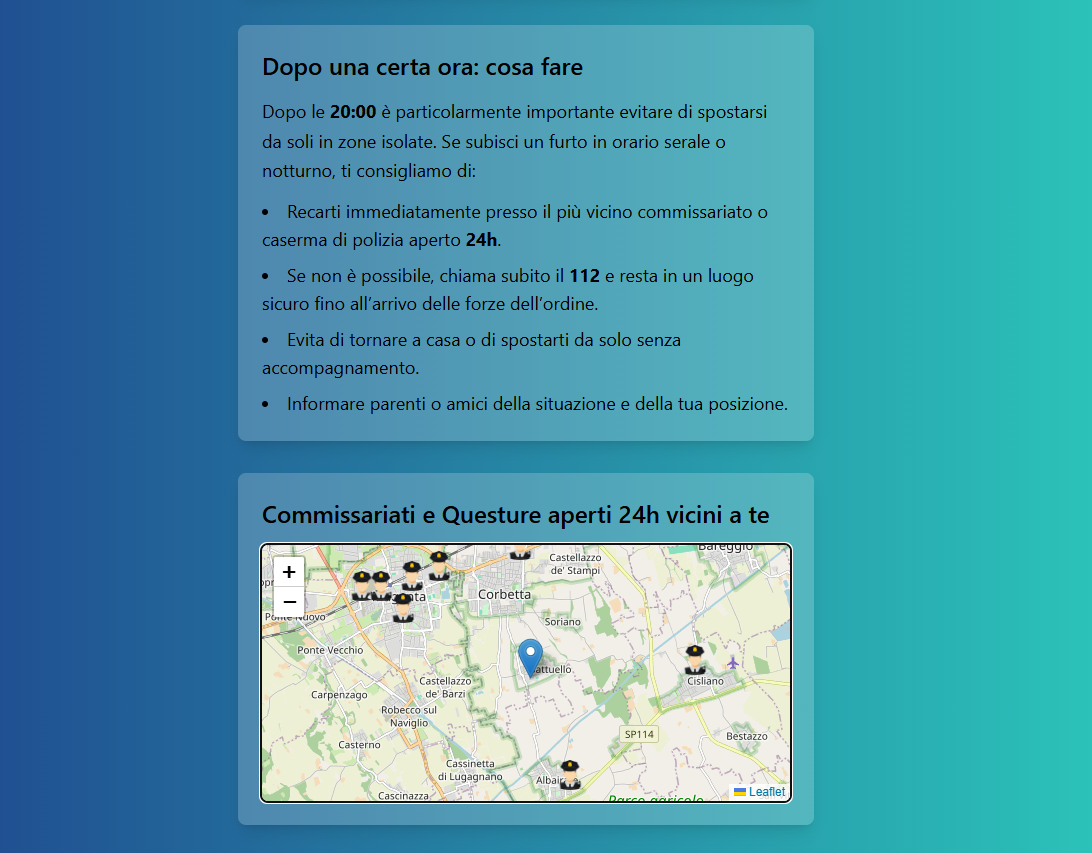 Dopo una certa ora: cosa fare
Dopo le 20:00 è particolarmente importante evitare di spostarsi
da soli in zone isolate. Se subisci un furto in orario serale o
notturno, ti consigliamo di:
• Recarti immediatamente presso il più vicino commissariato o
caserma di polizia aperto 24h.
• Se non è possibile, chiama subito il 112 e resta in un luogo
sicuro fino all’arrivo delle forze dell’ordine.
• Evita di tornare a casa o di spostarti da solo senza
accompagnamento.
• Informare parenti o amici della situazione e della tua posizione.
Commissariati e Questure aperti 24h vicini a te
+
−
Bareggio
Castellazzo
de' Stampi
Corbetta
Ponte Nuovo
Soriano
Ponte Vecchio
Castellazzo
de' Barzi
Cisliano
Carpenzago
Robecco sul
Naviglio
SP114
Bestazzo
Casterno
Cassinetta
di Lugagnano
Cascinazza
Parco agricolo
Leaflet